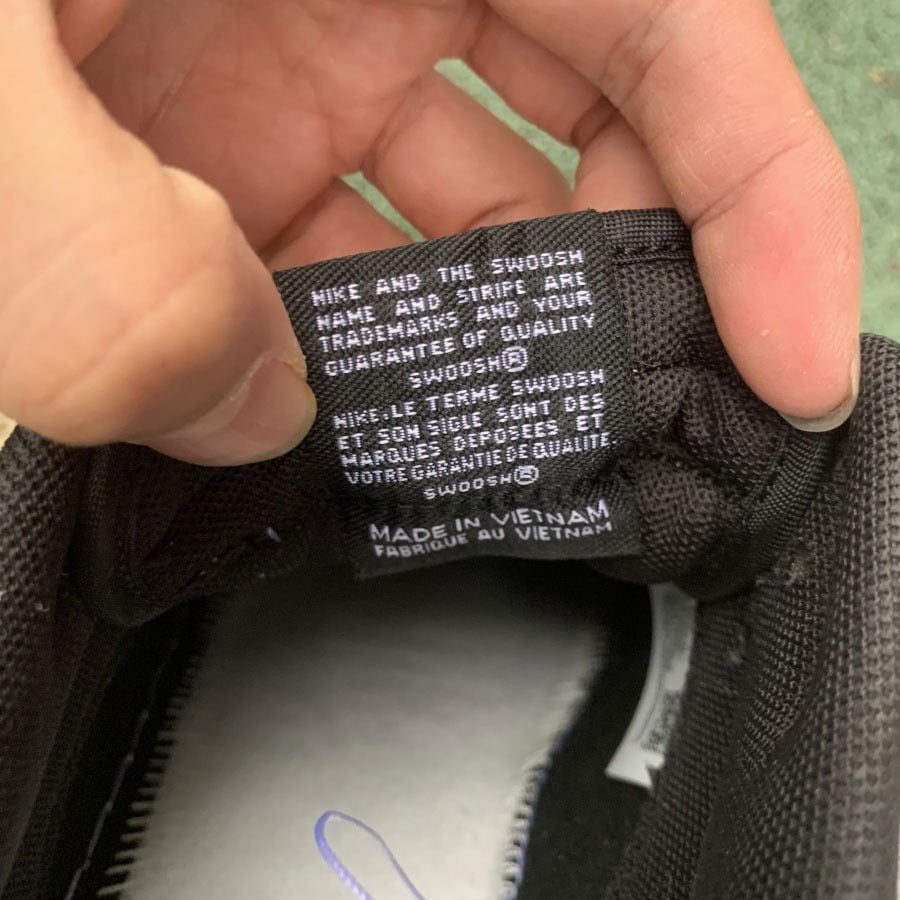 NIKE AND THE SWOOSH
NAME AND STRIPE ARE
TRADEMARKS AND YOUR
GUARANTEE OF QUALITY
SWOOSH®
NIKE,LE TERME SWOOSH
ET SON SIGLE SONT DES
MARQUES DEPOSEES ET
VOTRE GARANTIE DE QUALITE
SWOOSH®
MADE IN VIETNAM
FABRIQUE AU VIETNAM